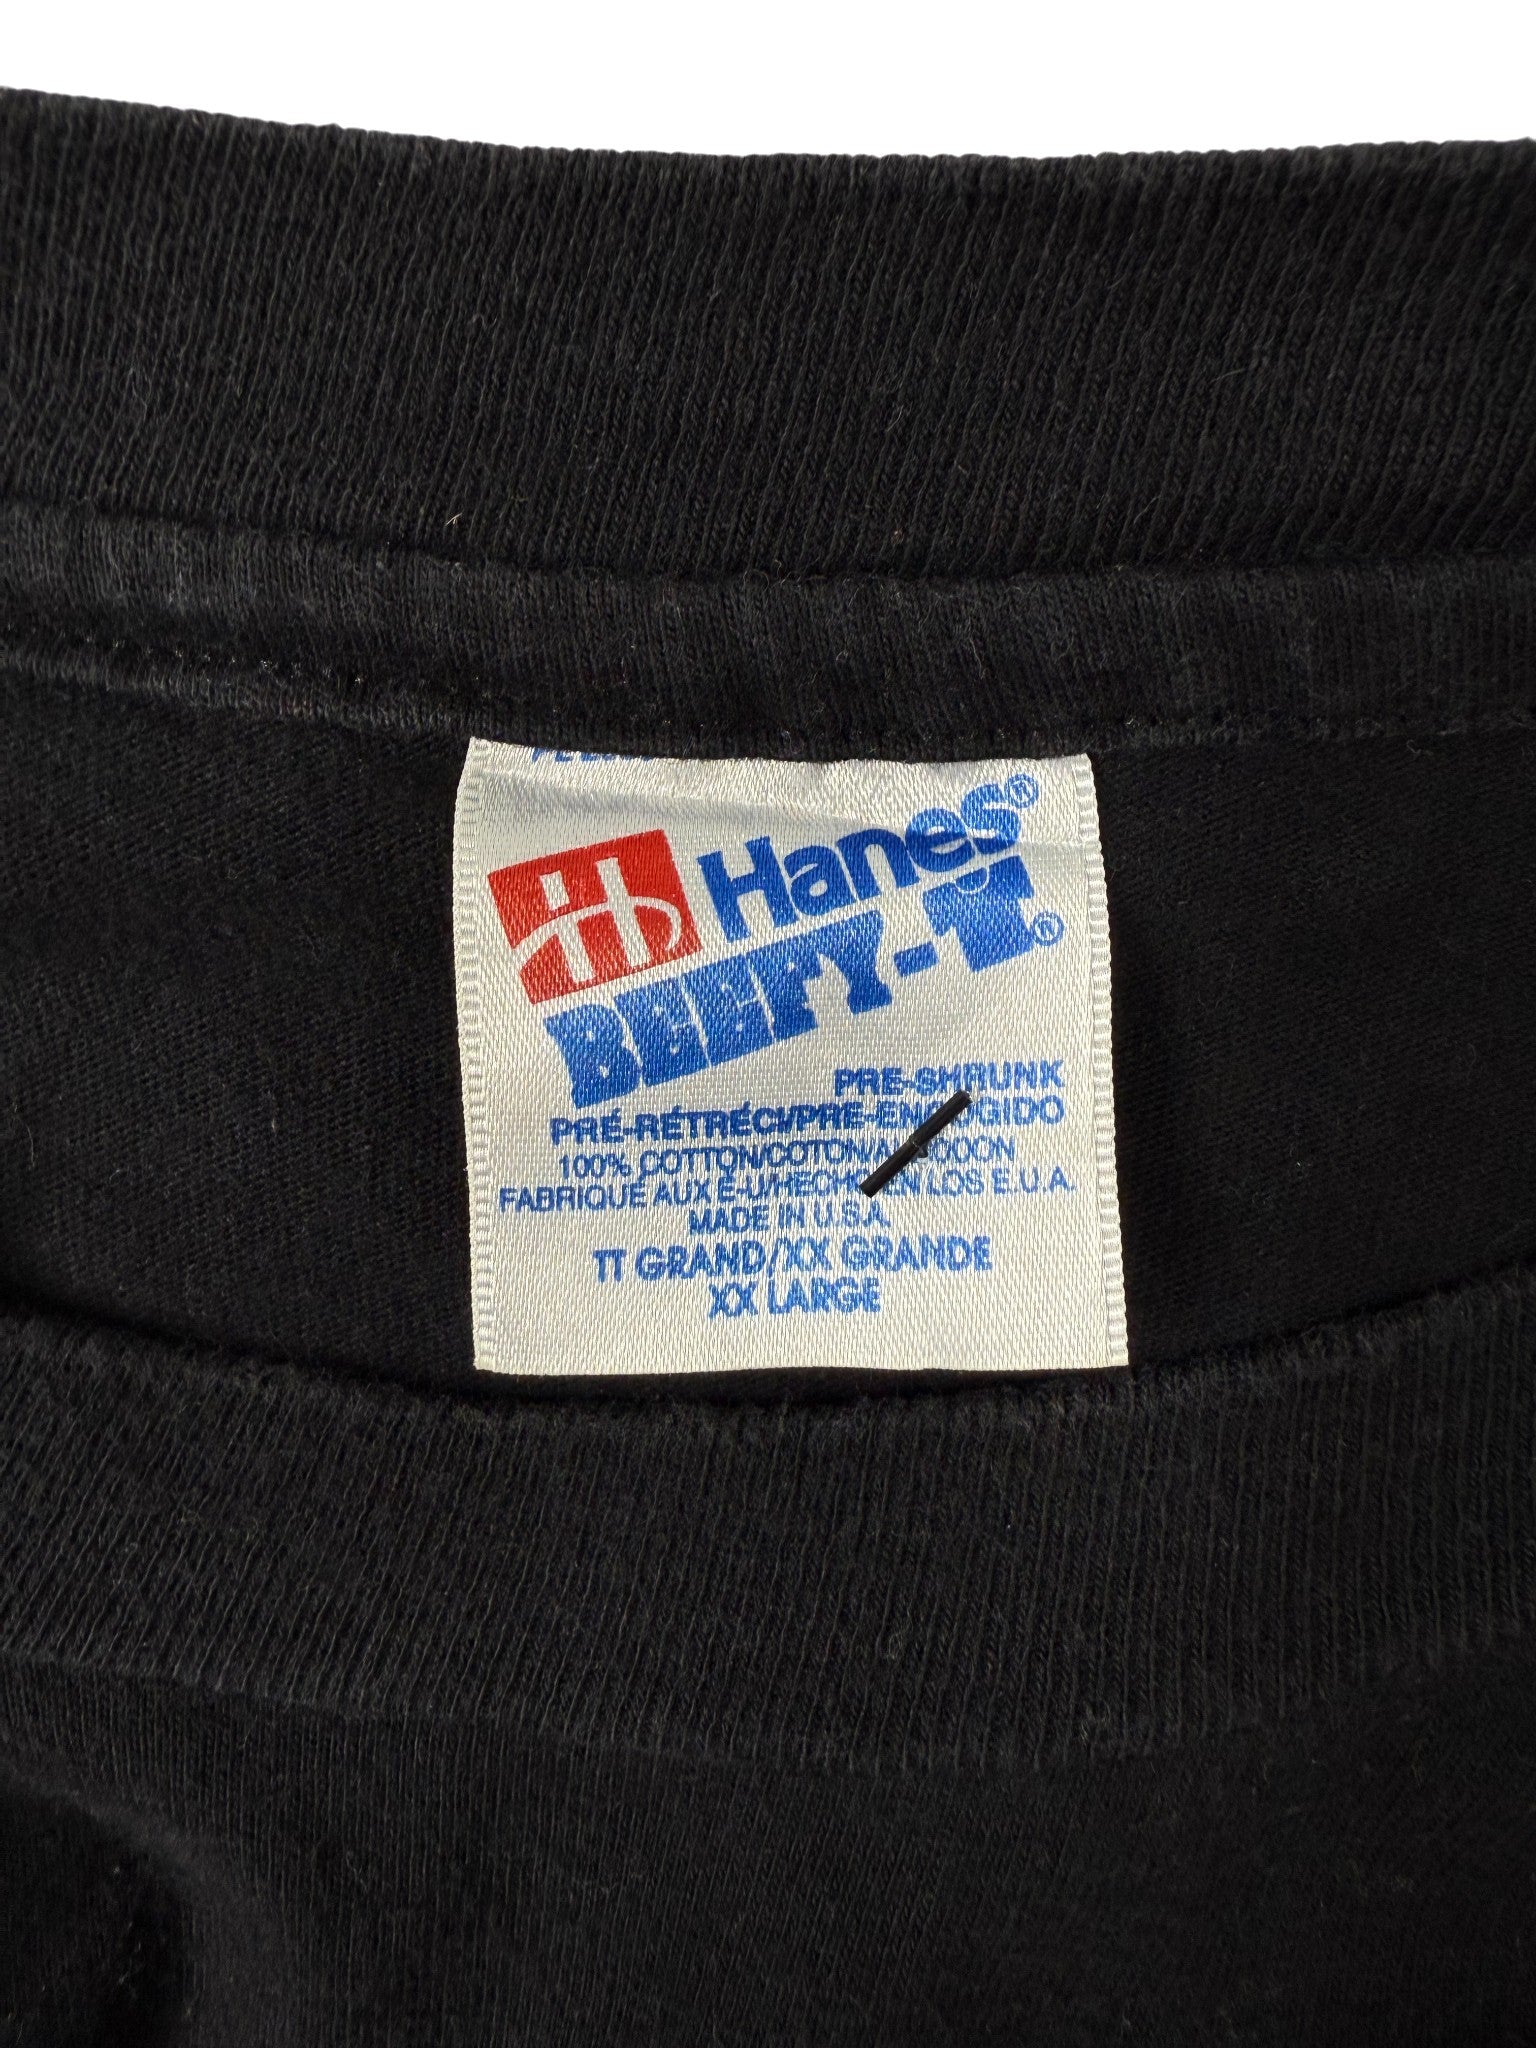 Hanes®
BEEFY-T.®
PRE-SHRUNK
PRÉ-RÉTRÉCI/PRE-ENCOGIDO
100% COTTON/COTON/ALGODON
FABRIQUÉ AUX É-U/HECHO EN LOS E.U.A.
MADE IN U.S.A.
TT GRAND/XX GRANDE
XX LARGE